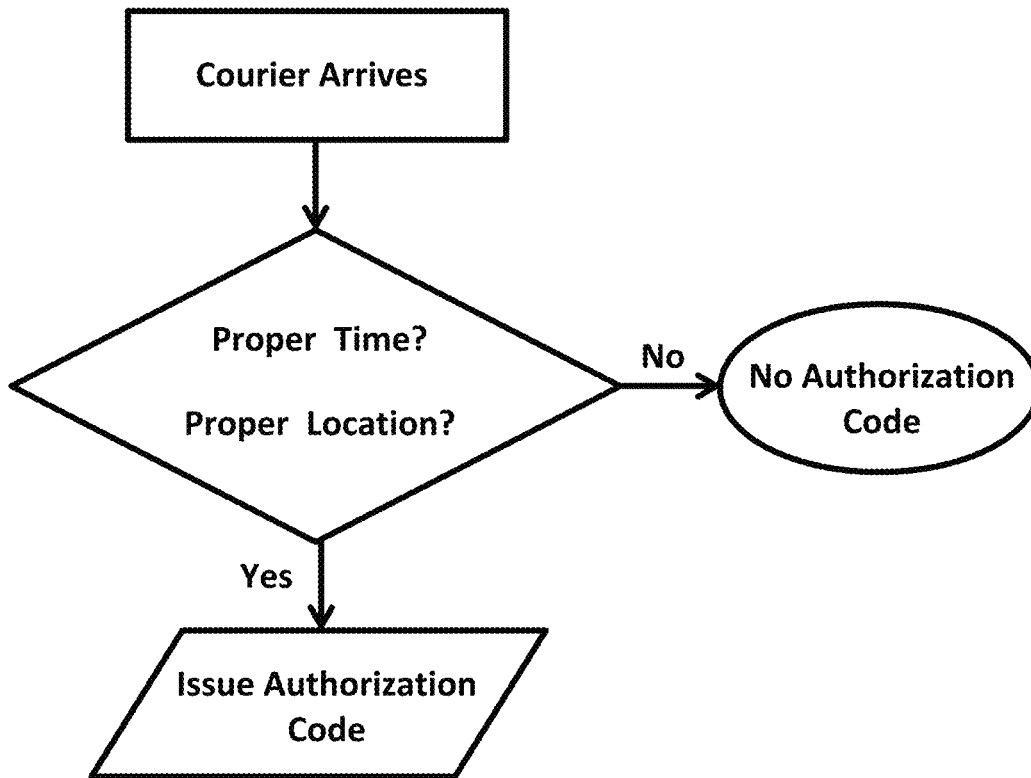 Courier Arrives
Proper Time?
Proper Location?
No
No Authorization
Code
Yes
Issue Authorization
Code